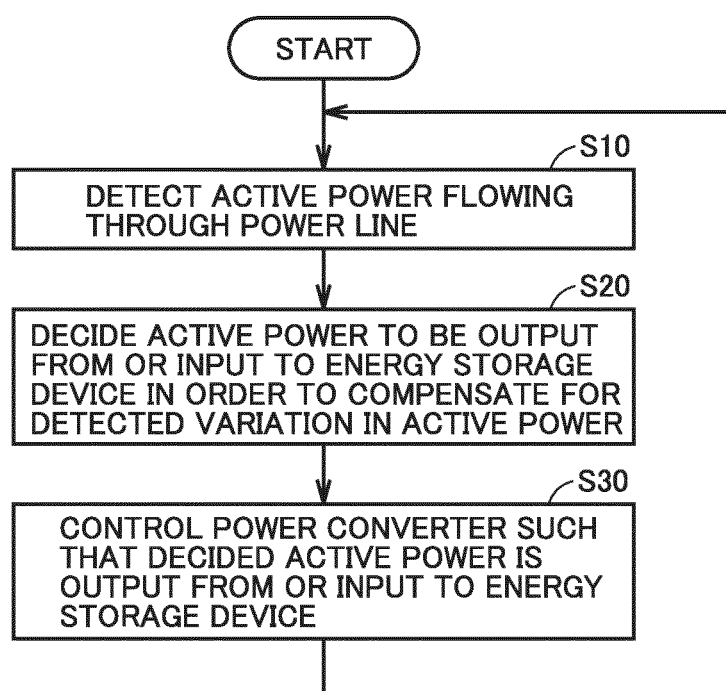 START
S10
DETECT ACTIVE POWER FLOWING
THROUGH POWER LINE
S20
DECIDE ACTIVE POWER TO BE OUTPUT
FROM OR INPUT TO ENERGY STORAGE
DEVICE IN ORDER TO COMPENSATE FOR
DETECTED VARIATION IN ACTIVE POWER
S30
CONTROL POWER CONVERTER SUCH
THAT DECIDED ACTIVE POWER IS
OUTPUT FROM OR INPUT TO ENERGY
STORAGE DEVICE